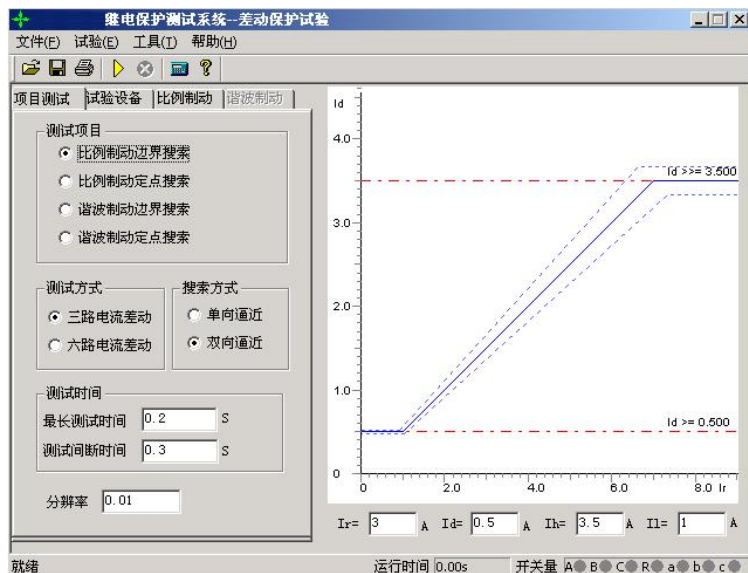 继电保护测试系统--差动保护试验
文件(F) 试验(E) 工具(T) 帮助(H)
项目测试 试验设备 比例制动 谐波制动
测试项目
比例制动边界搜索
比例制动定点搜索
谐波制动边界搜索
谐波制动定点搜索
测试方式
三路电流差动
六路电流差动
搜索方式
单向逼近
双向逼近
测试时间
最长测试时间 0.2 S
测试间断时间 0.3 S
分辨率 0.01
Id
4.0
Id >>= 3.500
3.0
2.0
1.0
Id >= 0.500
0
0 2.0 4.0 6.0 8.0 Ir
Ir= 3 A Id= 0.5 A Ih= 3.5 A Il= 1 A
就绪 运行时间 0.00s 开关量 A B C R a b c